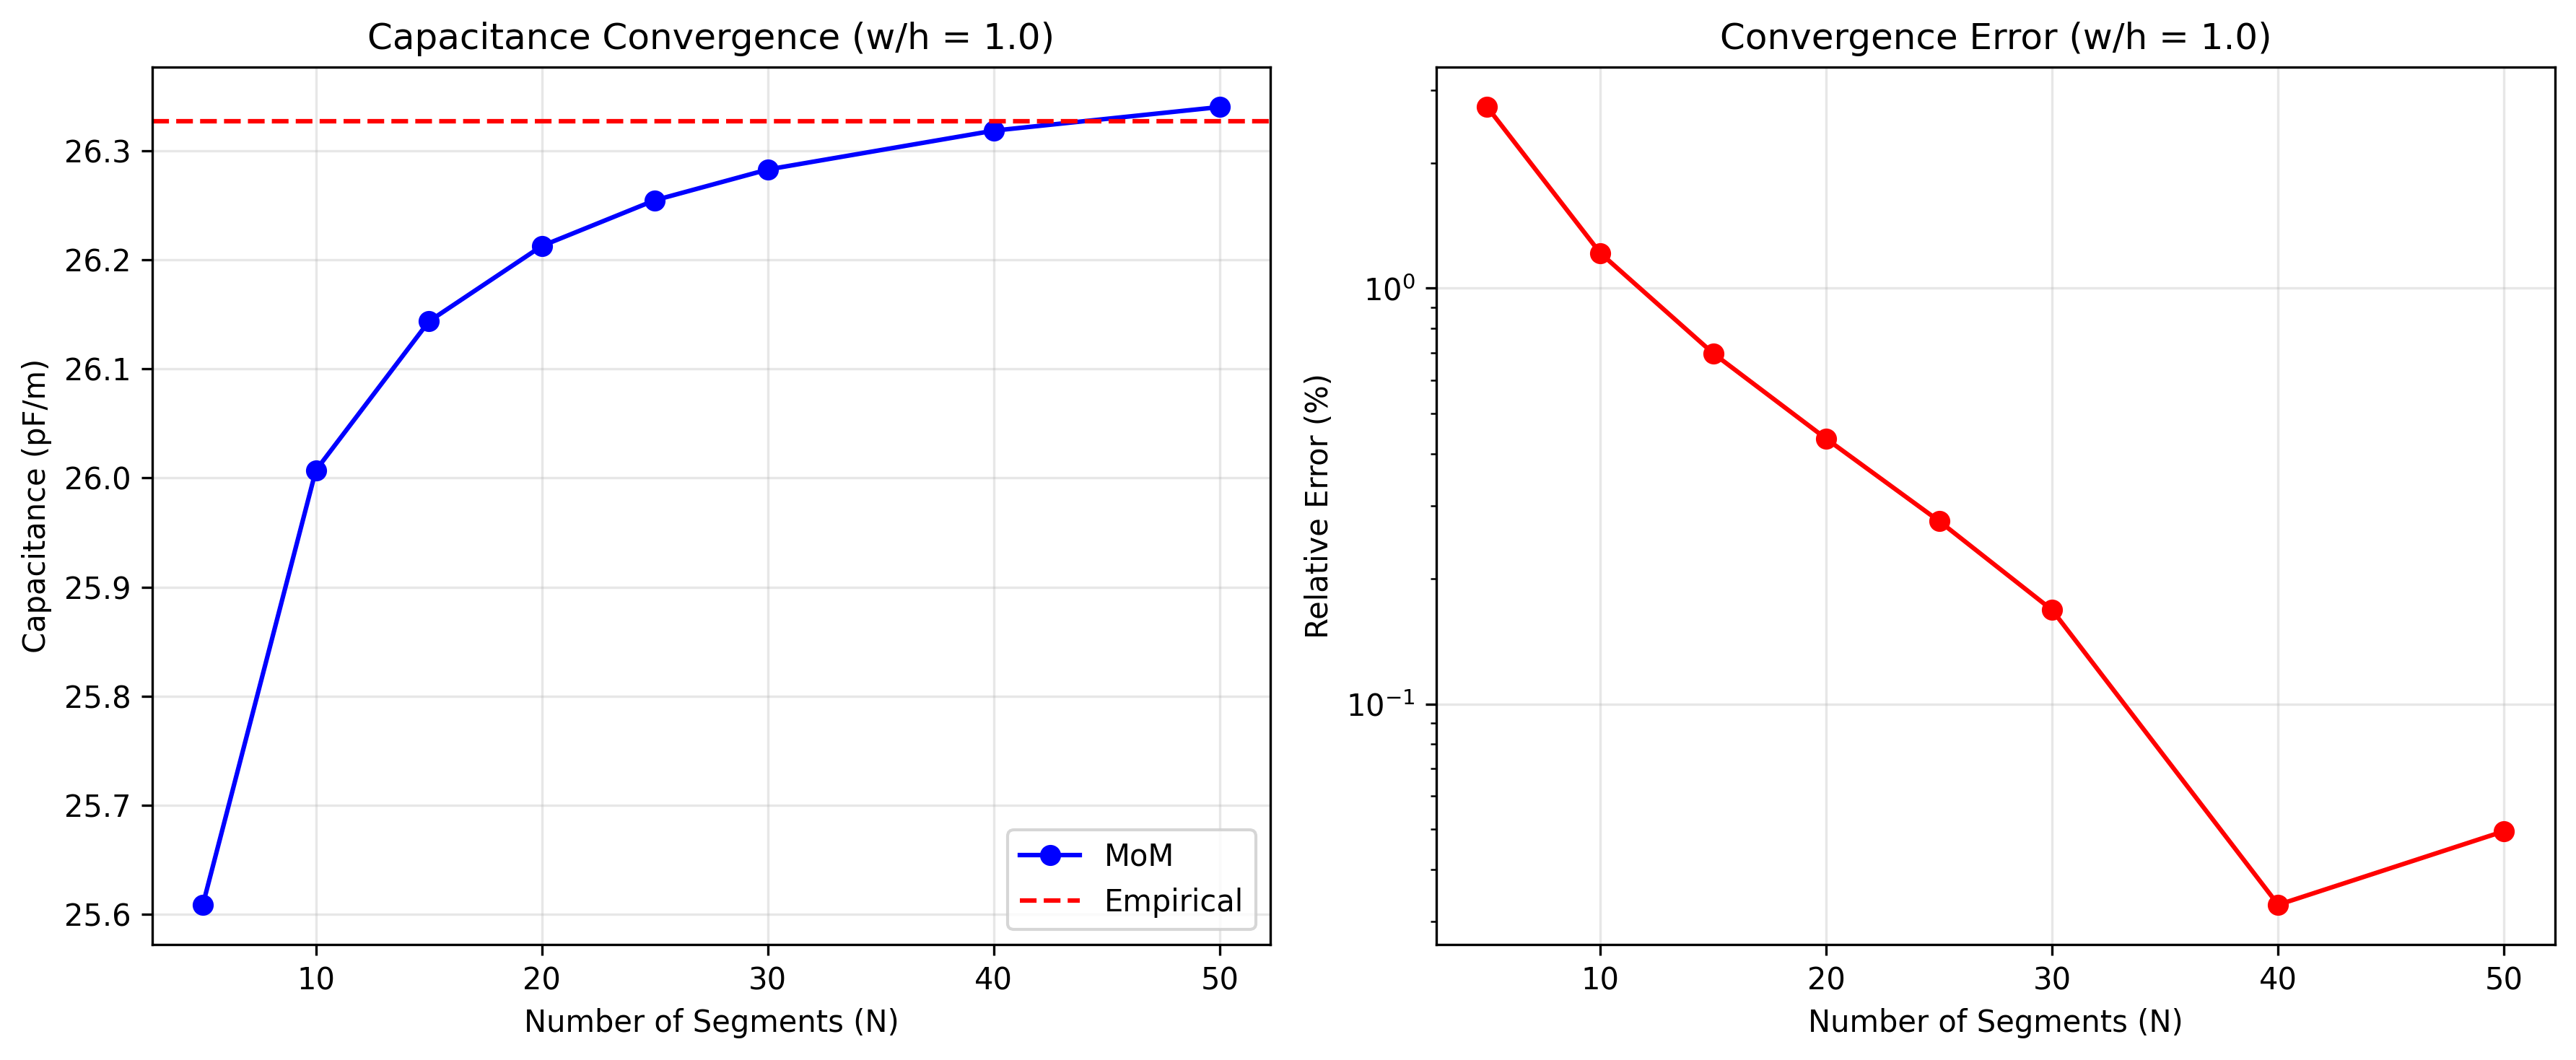 Capacitance Convergence (w/h = 1.0)
Capacitance (pF/m)
26.3
26.2
26.1
26.0
25.9
25.8
25.7
25.6
10 20 30 40 50
Number of Segments (N)
MoM
Empirical
Convergence Error (w/h = 1.0)
Relative Error (%)
10⁰
10⁻¹
10 20 30 40 50
Number of Segments (N)